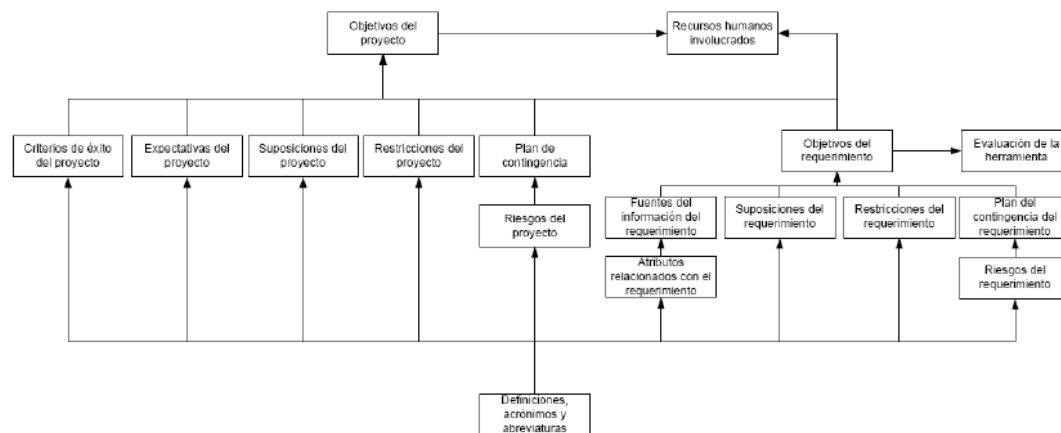 Objetivos del
proyecto
Recursos humanos
involucrados
Criterios de éxito
del proyecto
Expectativas del
proyecto
Suposiciones del
proyecto
Restricciones del
proyecto
Plan de
contingencia
Objetivos del
requerimiento
Evaluación de la
herramienta
Riesgos del
proyecto
Fuentes del
información del
requerimiento
Suposiciones del
requerimiento
Restricciones del
requerimiento
Plan del
contingencia del
requerimiento
Atributos
relacionados con el
requerimiento
Riesgos del
requerimiento
Definiciones,
acrónimos y
abreviaturas